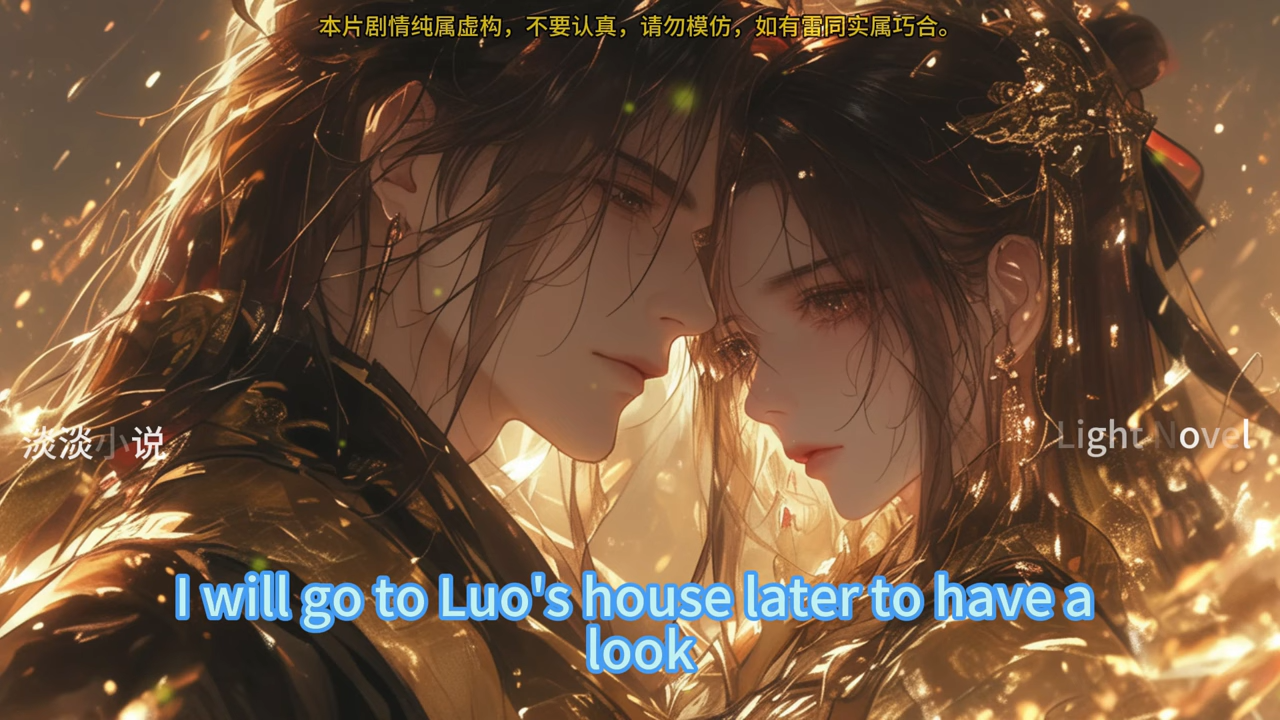 本片剧情纯属虚构，不要认真，请勿模仿，如有雷同实属巧合。
淡淡小说
Light Novel
I will go to Luo's house later to have a
look